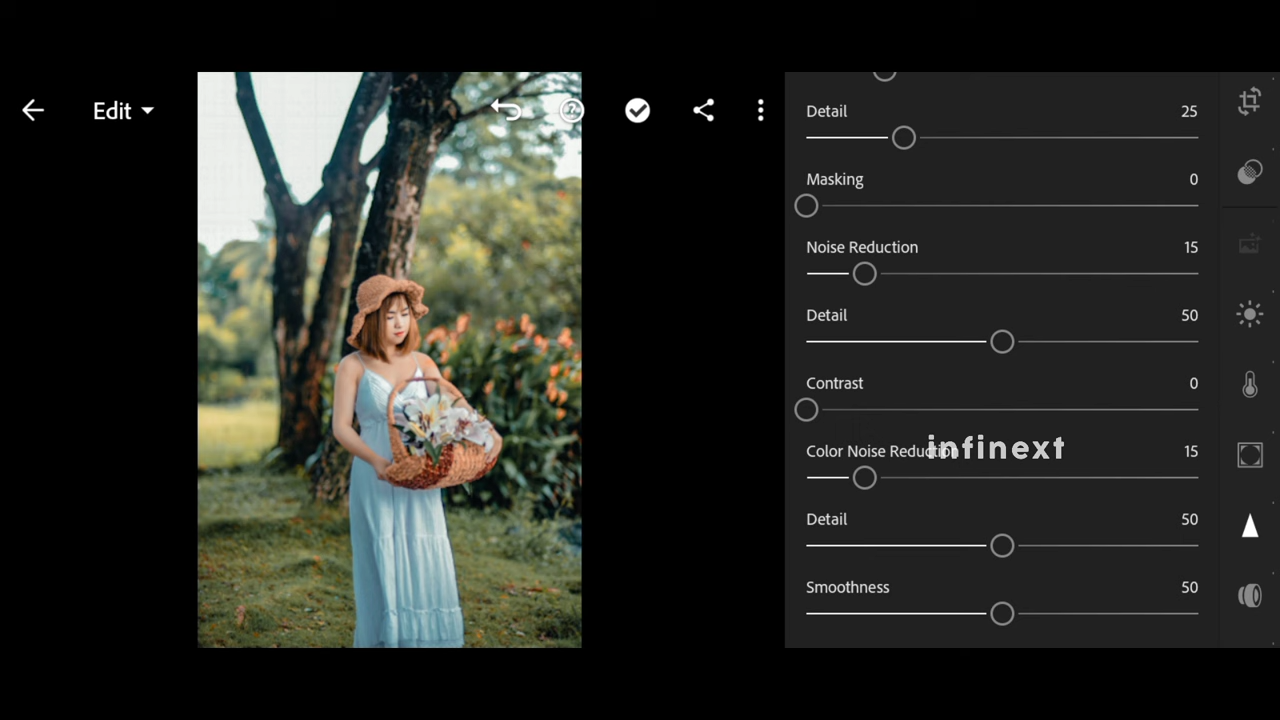 Edit
Detail 25
Masking 0
Noise Reduction 15
Detail 50
Contrast 0
infinext
Color Noise Reduction 15
Detail 50
Smoothness 50